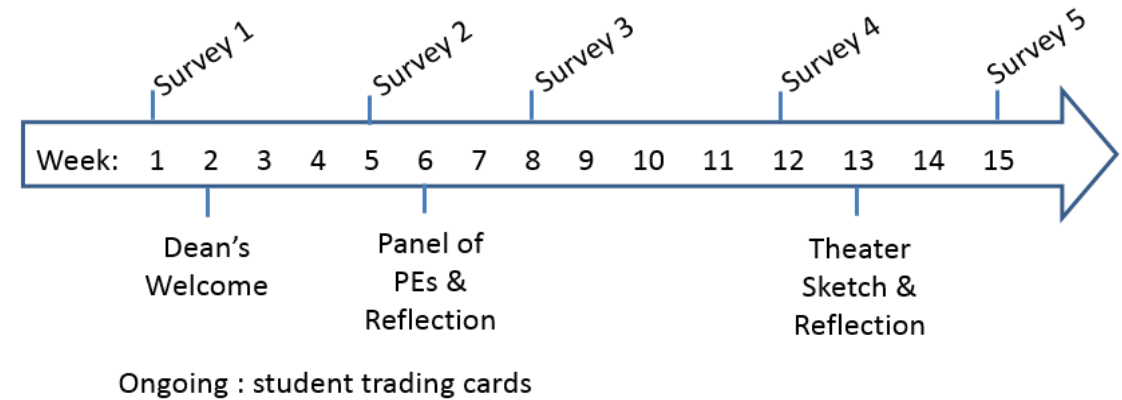 Survey 1
Survey 2
Survey 3
Survey 4
Survey 5
Week: 1 2 3 4 5 6 7 8 9 10 11 12 13 14 15
Dean’s
Welcome
Panel of
PEs &
Reflection
Theater
Sketch &
Reflection
Ongoing : student trading cards